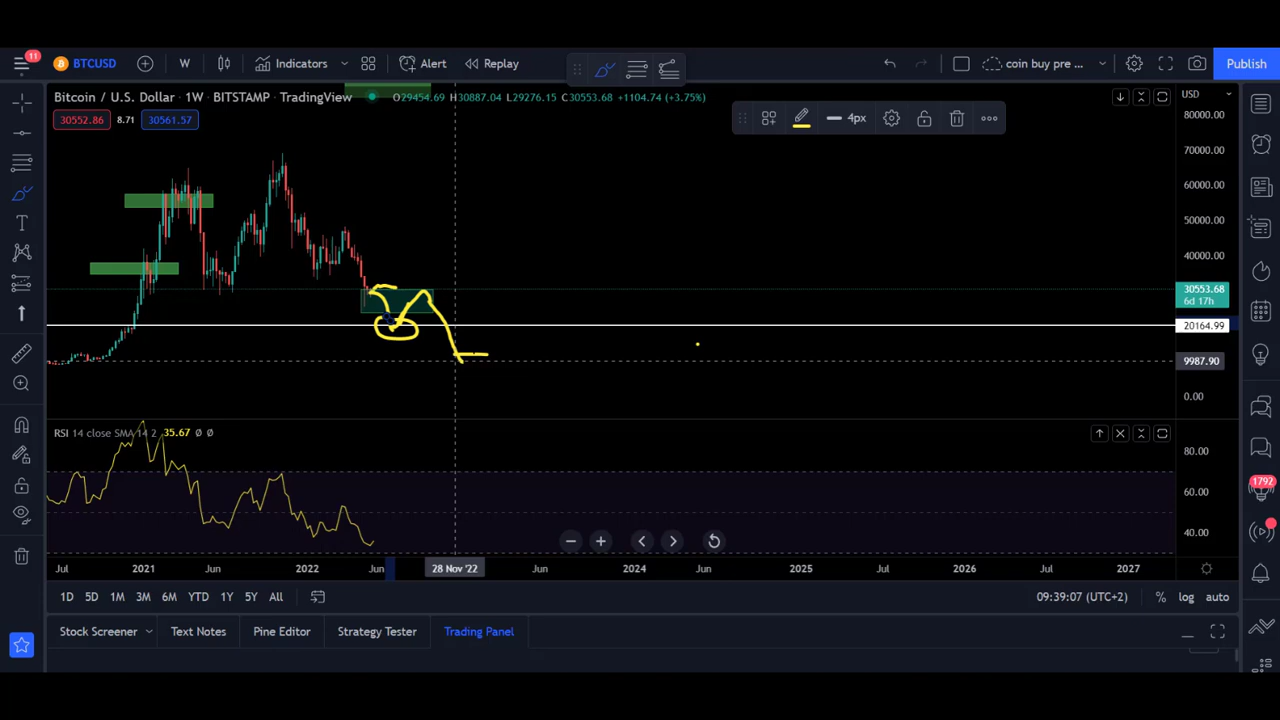 11 BTCUSD W Indicators Alert Replay coin buy pre ... Publish
Bitcoin / U.S. Dollar · 1W · BITSTAMP · TradingView O29454.69 H30887.04 L29276.15 C30553.68 +1104.74 (+3.75%) USD
30552.86 8.71 30561.57
4px
80000.00
70000.00
60000.00
50000.00
40000.00
30553.68
6d 17h
20164.99
9987.90
0.00
RSI 14 close SMA 14 2 35.67 Ø Ø
80.00
60.00
40.00
1792
Jul 2021 Jun 2022 Jun 28 Nov '22 Jun 2024 Jun 2025 Jul 2026 Jul 2027
1D 5D 1M 3M 6M YTD 1Y 5Y All 09:39:07 (UTC+2) % log auto
Stock Screener Text Notes Pine Editor Strategy Tester Trading Panel